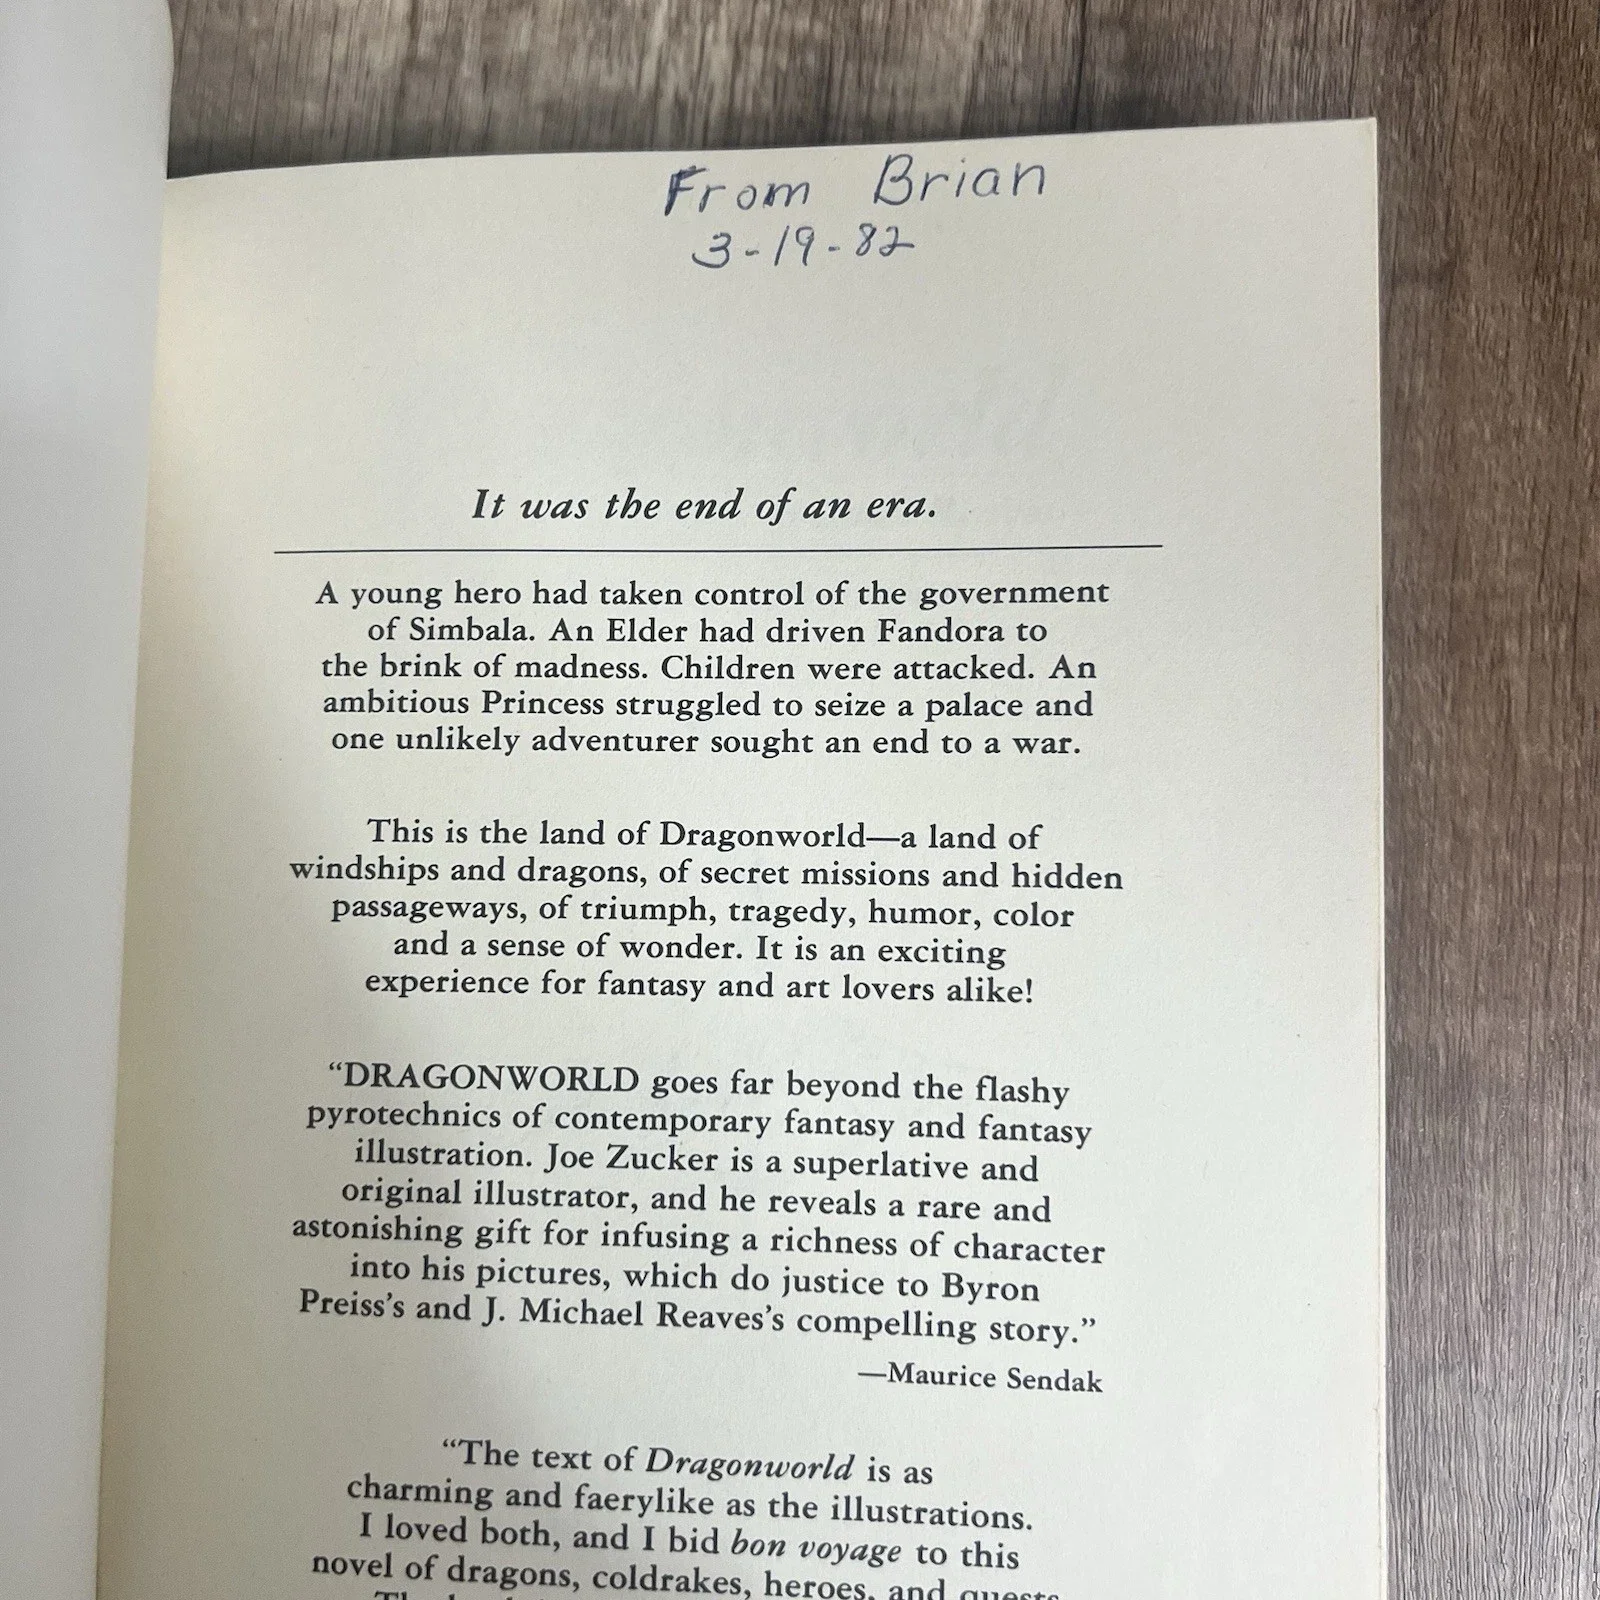 From Brian
3-19-82
It was the end of an era.
A young hero had taken control of the government
of Simbala. An Elder had driven Fandora to
the brink of madness. Children were attacked. An
ambitious Princess struggled to seize a palace and
one unlikely adventurer sought an end to a war.
This is the land of Dragonworld—a land of
windships and dragons, of secret missions and hidden
passageways, of triumph, tragedy, humor, color
and a sense of wonder. It is an exciting
experience for fantasy and art lovers alike!
“DRAGONWORLD goes far beyond the flashy
pyrotechnics of contemporary fantasy and fantasy
illustration. Joe Zucker is a superlative and
original illustrator, and he reveals a rare and
astonishing gift for infusing a richness of character
into his pictures, which do justice to Byron
Preiss’s and J. Michael Reaves’s compelling story.”
—Maurice Sendak
“The text of Dragonworld is as
charming and faerylike as the illustrations.
I loved both, and I bid bon voyage to this
novel of dragons, coldrakes, heroes, and quests